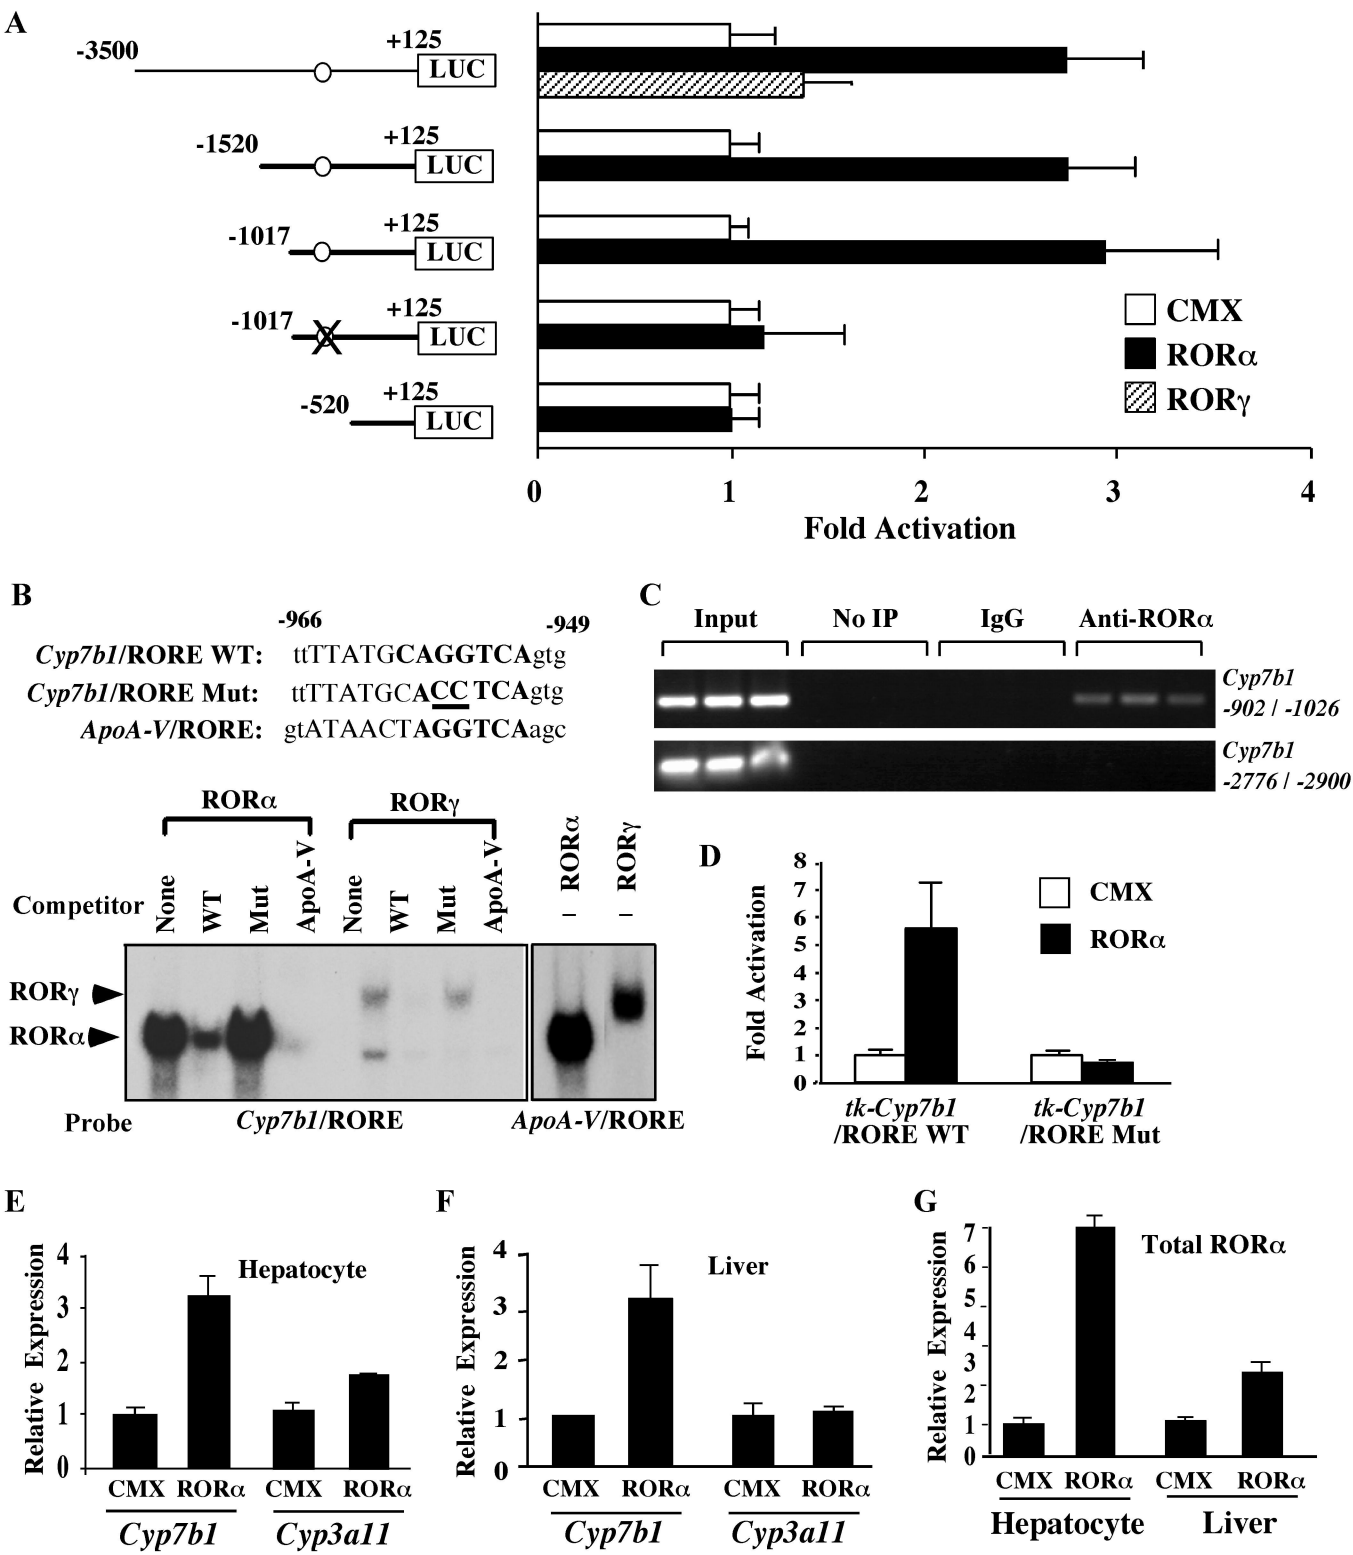 A
-3500
+125
LUC
-1520
+125
LUC
-1017
+125
LUC
-1017
+125
LUC
-520
+125
LUC
CMX
RORα
RORγ
0 1 2 3 4
Fold Activation
B
-966 -949
Cyp7b1/RORE WT: ttTTATGCAGGTCAgtg
Cyp7b1/RORE Mut: ttTTATGCACC TCAgtg
ApoA-V/RORE: gtATAACTAGGTCAagc
RORα RORγ
Competitor None WT Mut ApoA-V None WT Mut ApoA-V
– RORα – RORγ
RORγ
RORα
Probe Cyp7b1/RORE ApoA-V/RORE
C
Input No IP IgG Anti-RORα
Cyp7b1
-902 / -1026
Cyp7b1
-2776 / -2900
D
Fold Activation
8
7
6
5
4
3
2
1
0
CMX
RORα
tk-Cyp7b1
/RORE WT
tk-Cyp7b1
/RORE Mut
E
Relative Expression
4
3
2
1
0
Hepatocyte
CMX RORα CMX RORα
Cyp7b1 Cyp3a11
F
Relative Expression
4
3
2
1
0
Liver
CMX RORα CMX RORα
Cyp7b1 Cyp3a11
G
Relative Expression
7
6
5
4
3
2
1
0
Total RORα
CMX RORα CMX RORα
Hepatocyte Liver